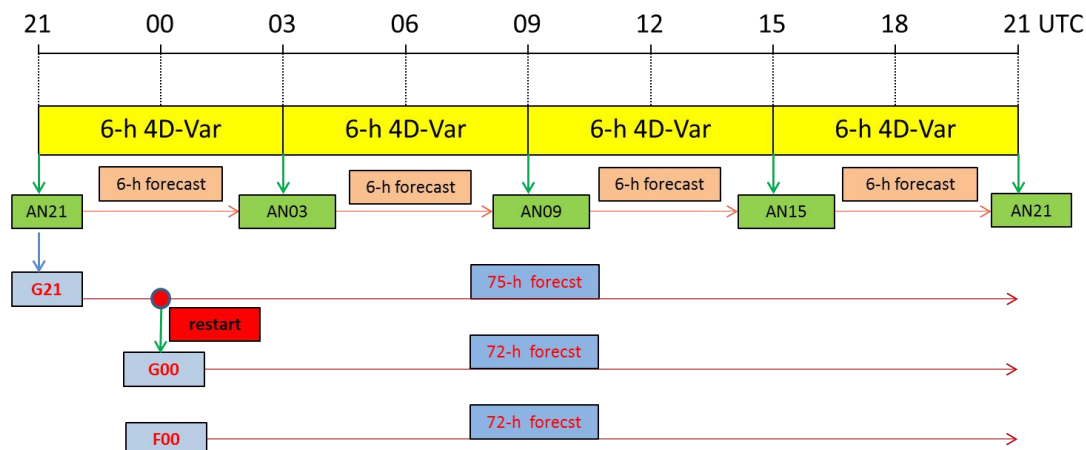 21 00 03 06 09 12 15 18 21 UTC
6-h 4D-Var 6-h 4D-Var 6-h 4D-Var 6-h 4D-Var
6-h forecast 6-h forecast 6-h forecast 6-h forecast
AN21 AN03 AN09 AN15 AN21
G21 75-h forecst
restart
G00 72-h forecst
F00 72-h forecst